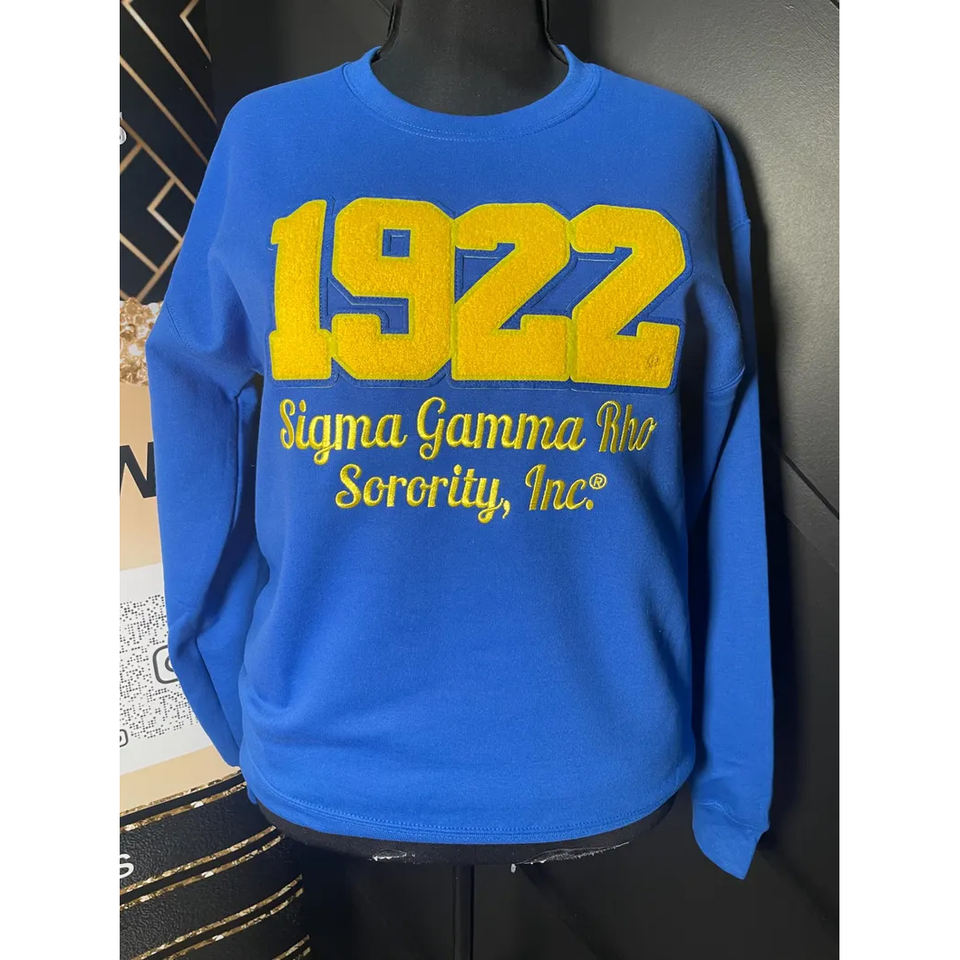 1922
Sigma Gamma Rho
Sorority, Inc.®
W
S